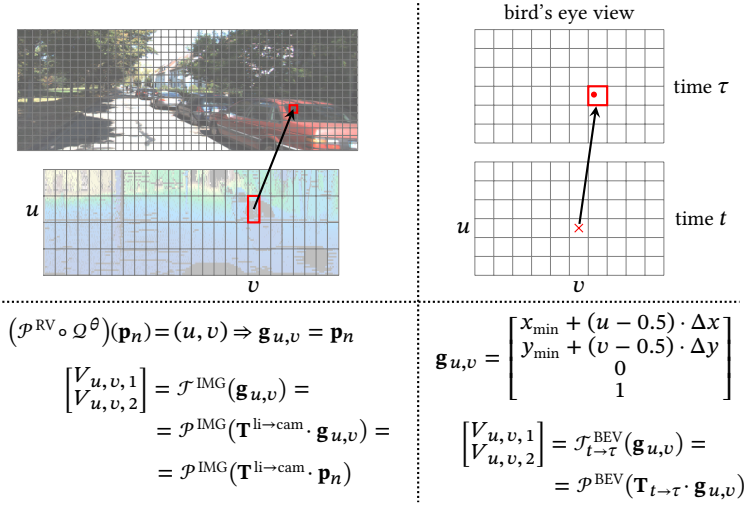 bird's eye view
time τ
u
v
u
time t
v
(𝒫^RV ∘ 𝒬^θ)(𝐩_n) = (u, v) ⇒ 𝐠_{u,v} = 𝐩_n
[V_{u,v,1}
V_{u,v,2}] = 𝒯^IMG(𝐠_{u,v}) =
= 𝒫^IMG(𝐓^{li→cam} · 𝐠_{u,v}) =
= 𝒫^IMG(𝐓^{li→cam} · 𝐩_n)
𝐠_{u,v} = [x_min + (u − 0.5) · Δx
y_min + (v − 0.5) · Δy
0
1]
[V_{u,v,1}
V_{u,v,2}] = 𝒯^BEV_{t→τ}(𝐠_{u,v}) =
= 𝒫^BEV(𝐓_{t→τ} · 𝐠_{u,v})